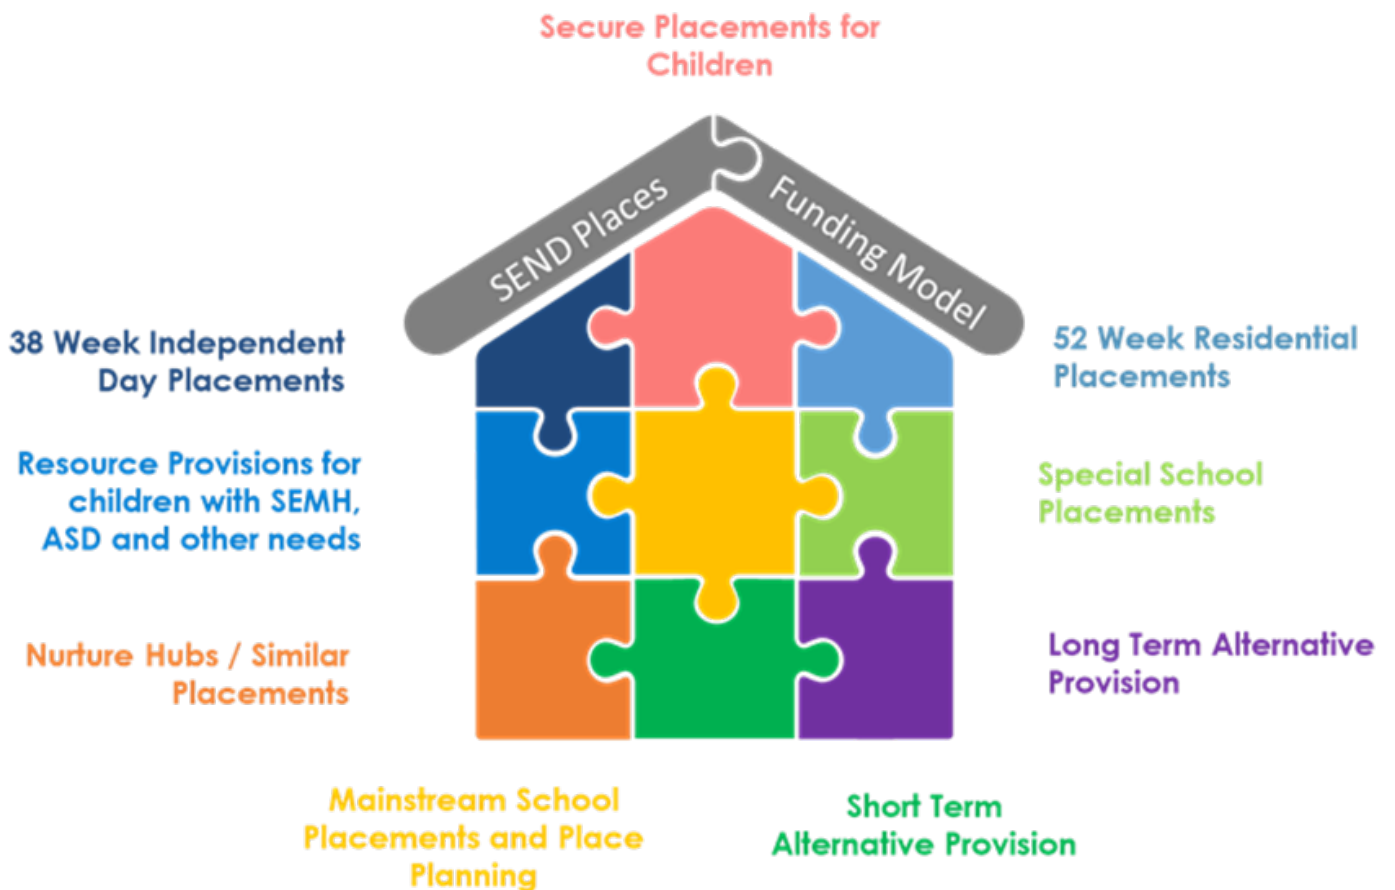 Secure Placements for
Children
SEND Places
Funding Model
38 Week Independent
Day Placements
52 Week Residential
Placements
Resource Provisions for
children with SEMH,
ASD and other needs
Special School
Placements
Nurture Hubs / Similar
Placements
Long Term Alternative
Provision
Mainstream School
Placements and Place
Planning
Short Term
Alternative Provision